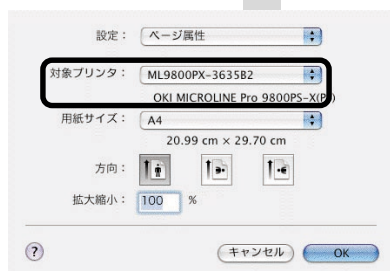 設定： ページ属性
対象プリンタ： ML9800PX-3635B2
OKI MICROLINE Pro 9800PS-X(PS)
用紙サイズ： A4
20.99 cm × 29.70 cm
方向：
拡大縮小： 100 %
? キャンセル OK